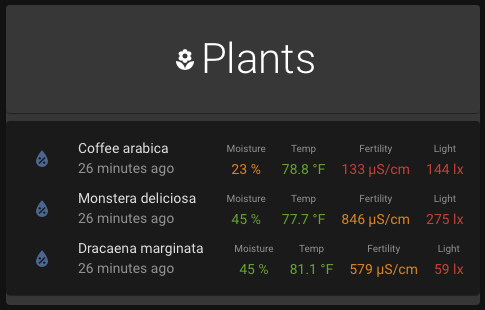 Plants
Coffee arabica Moisture Temp Fertility Light
26 minutes ago 23 % 78.8 °F 133 µS/cm 144 lx
Monstera deliciosa Moisture Temp Fertility Light
26 minutes ago 45 % 77.7 °F 846 µS/cm 275 lx
Dracaena marginata Moisture Temp Fertility Light
26 minutes ago 45 % 81.1 °F 579 µS/cm 59 lx